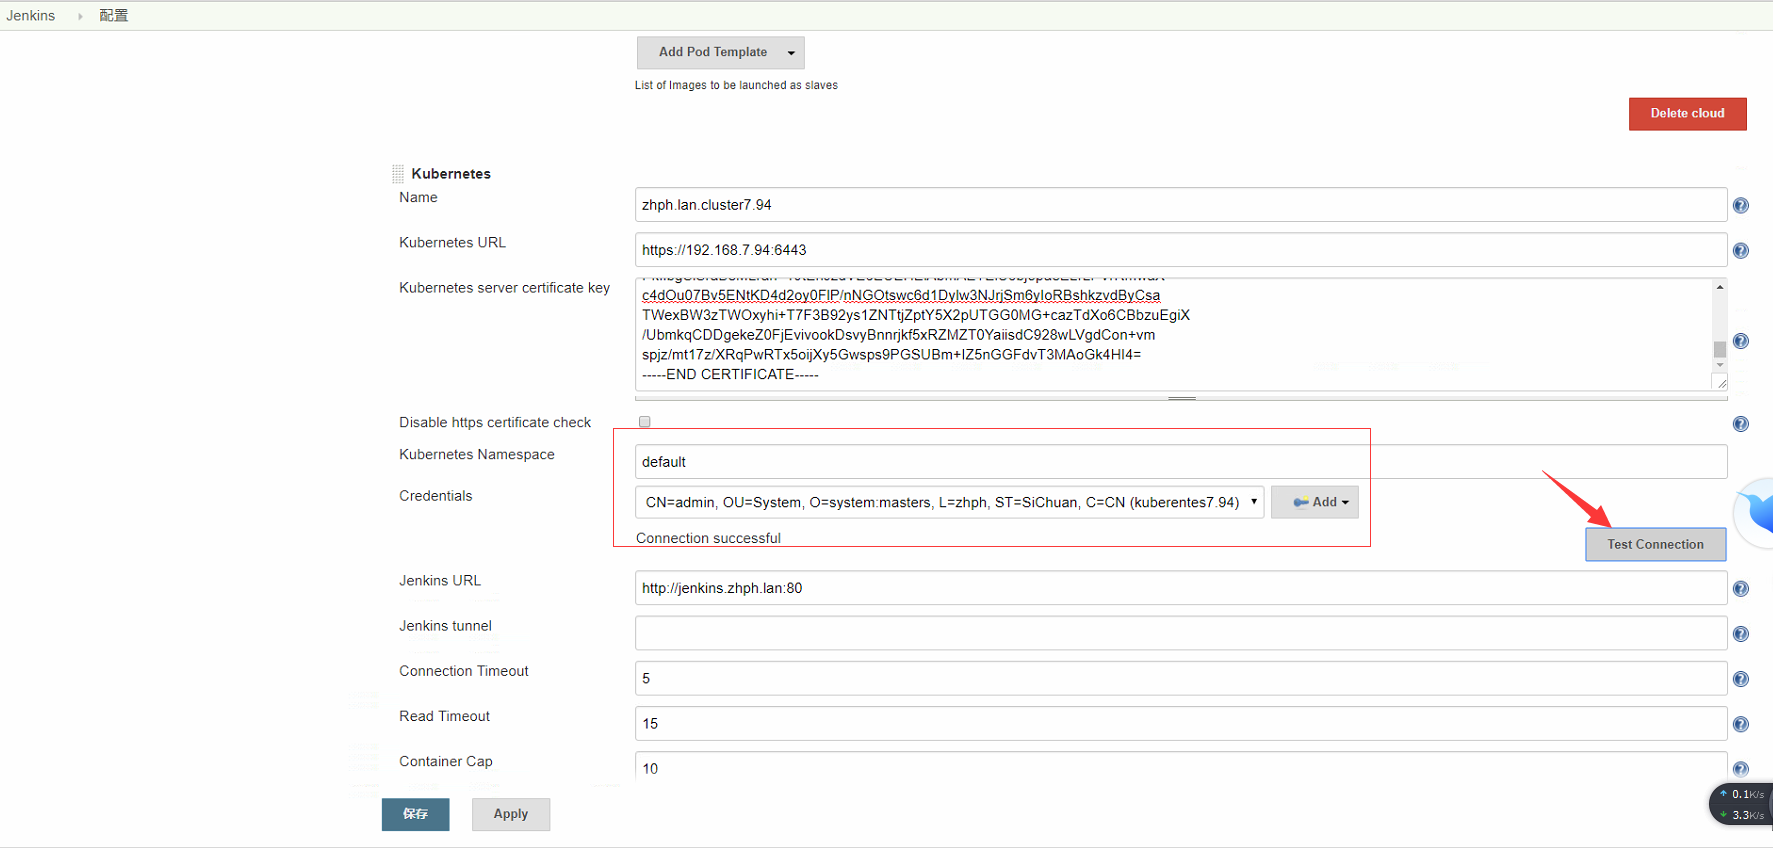 Jenkins
配置
Add Pod Template
List of Images to be launched as slaves
Delete cloud
Kubernetes
Name
zhph.lan.cluster7.94
Kubernetes URL
https://192.168.7.94:6443
Kubernetes server certificate key
c4dOu07Bv5ENtKD4d2oy0FIP/nNGOtswc6d1Dylw3NJrjSm6yIoRBshkzvdByCsa
TWexBW3zTWOxyhi+T7F3B92ys1ZNTtjZptY5X2pUTGG0MG+cazTdXo6CBbzuEgiX
/UbmkqCDDgekeZ0FjEvivookDsvyBnnrjkf5xRZMZT0YaiisdC928wLVgdCon+vm
spjz/mt17z/XRqPwRTx5oijXy5Gwsps9PGSUBm+IZ5nGGFdvT3MAoGk4HI4=
-----END CERTIFICATE-----
Disable https certificate check
Kubernetes Namespace
default
Credentials
CN=admin, OU=System, O=system:masters, L=zhph, ST=SiChuan, C=CN (kuberentes7.94)
Add
Connection successful
Test Connection
Jenkins URL
http://jenkins.zhph.lan:80
Jenkins tunnel
Connection Timeout
5
Read Timeout
15
Container Cap
10
保存
Apply
0.1K/s
3.3K/s